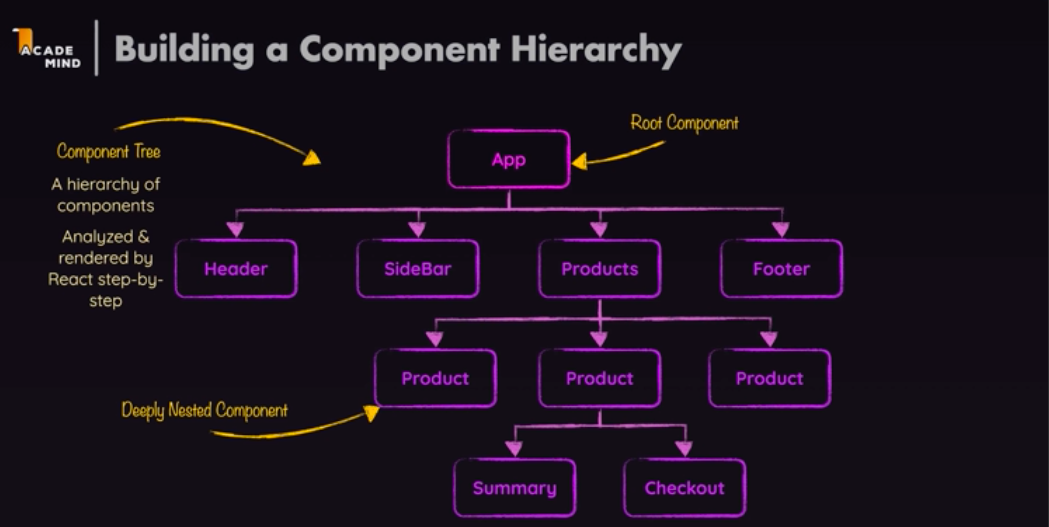 ACADE
MIND
Building a Component Hierarchy
Root Component
Component Tree
App
A hierarchy of
components
Analyzed &
rendered by
React step-by-
step
Header
SideBar
Products
Footer
Product
Product
Product
Deeply Nested Component
Summary
Checkout